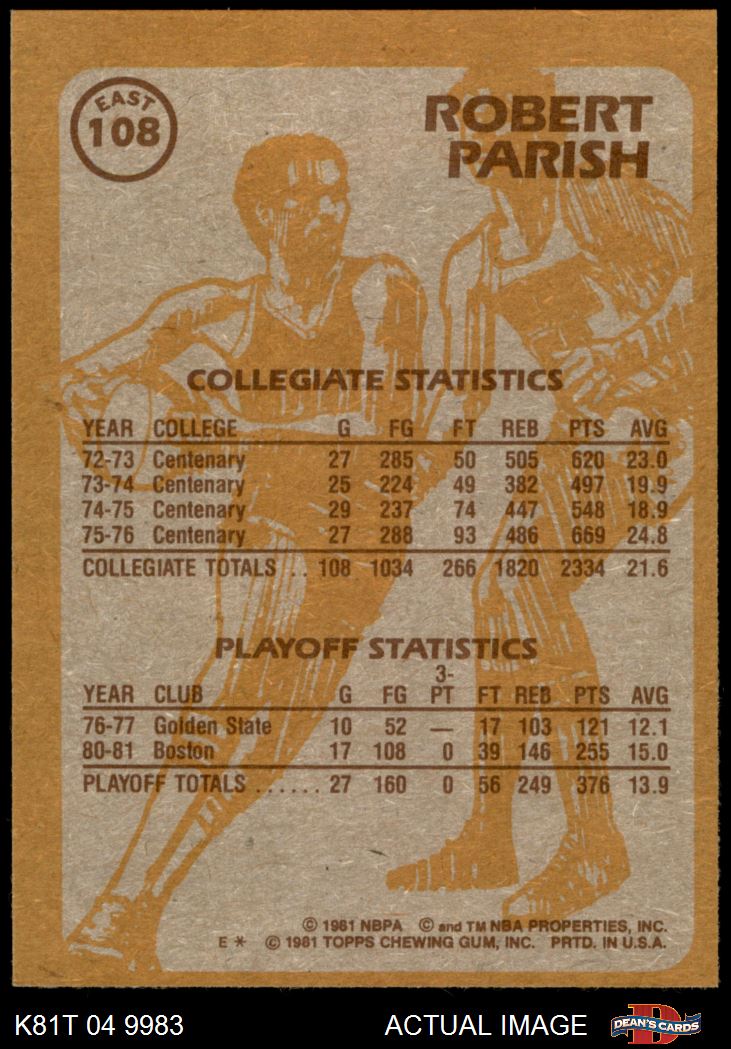 EAST
108
ROBERT
PARISH
COLLEGIATE STATISTICS
YEAR COLLEGE G FG FT REB PTS AVG
72-73 Centenary 27 285 50 505 620 23.0
73-74 Centenary 25 224 49 382 497 19.9
74-75 Centenary 29 237 74 447 548 18.9
75-76 Centenary 27 288 93 486 669 24.8
COLLEGIATE TOTALS .. 108 1034 266 1820 2334 21.6
PLAYOFF STATISTICS
YEAR CLUB G FG 3-PT FT REB PTS AVG
76-77 Golden State 10 52 — 17 103 121 12.1
80-81 Boston 17 108 0 39 146 255 15.0
PLAYOFF TOTALS ...... 27 160 0 56 249 376 13.9
© 1981 NBPA © and TM NBA PROPERTIES, INC.
E * © 1981 TOPPS CHEWING GUM, INC. PRTD. IN U.S.A.
K81T 04 9983 ACTUAL IMAGE
DEAN'S CARDS